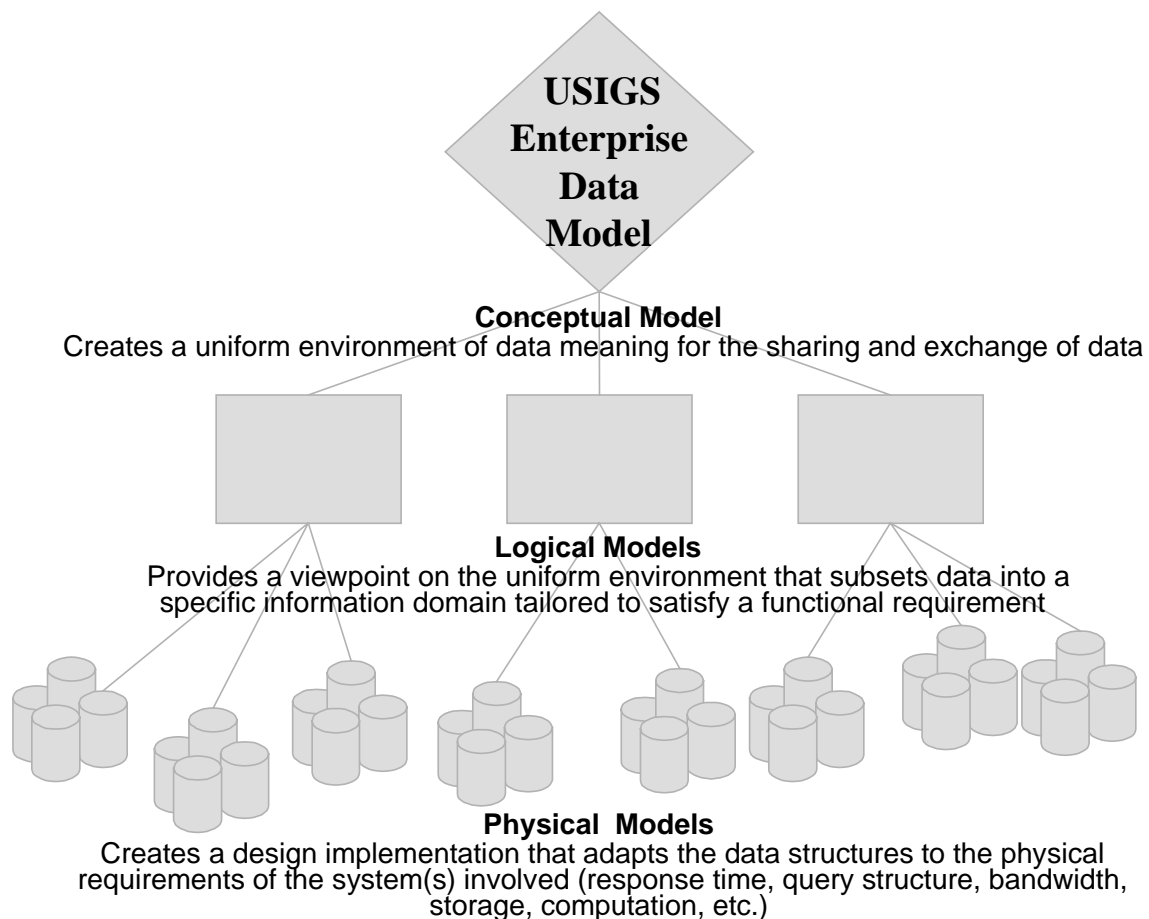 USIGS
Enterprise
Data
Model
Conceptual Model
Creates a uniform environment of data meaning for the sharing and exchange of data
Logical Models
Provides a viewpoint on the uniform environment that subsets data into a
specific information domain tailored to satisfy a functional requirement
Physical  Models
Creates a design implementation that adapts the data structures to the physical
requirements of the system(s) involved (response time, query structure, bandwidth,
storage, computation, etc.)